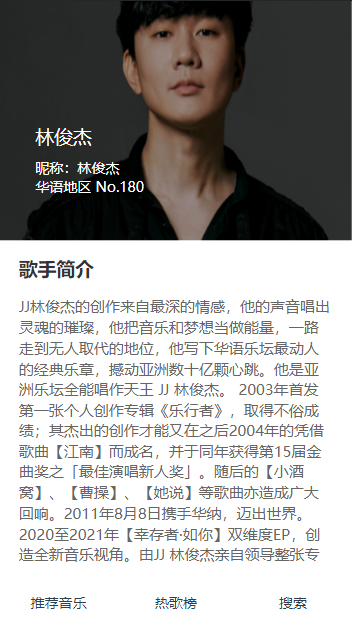 林俊杰
昵称：林俊杰
华语地区 No.180
歌手简介
JJ林俊杰的创作来自最深的情感，他的声音唱出
灵魂的璀璨，他把音乐和梦想当做能量，一路
走到无人取代的地位，他写下华语乐坛最动人
的经典乐章，撼动亚洲数十亿颗心跳。他是亚
洲乐坛全能唱作天王 JJ 林俊杰。 2003年首发
第一张个人创作专辑《乐行者》，取得不俗成
绩；其杰出的创作才能又在之后2004年的凭借
歌曲【江南】而成名，并于同年获得第15届金
曲奖之「最佳演唱新人奖」。随后的【小酒
窝】、【曹操】、【她说】等歌曲亦造成广大
回响。2011年8月8日携手华纳，迈出世界。
2020至2021年【幸存者·如你】双维度EP，创
造全新音乐视角。由JJ 林俊杰亲自领导整张专
推荐音乐 热歌榜 搜索